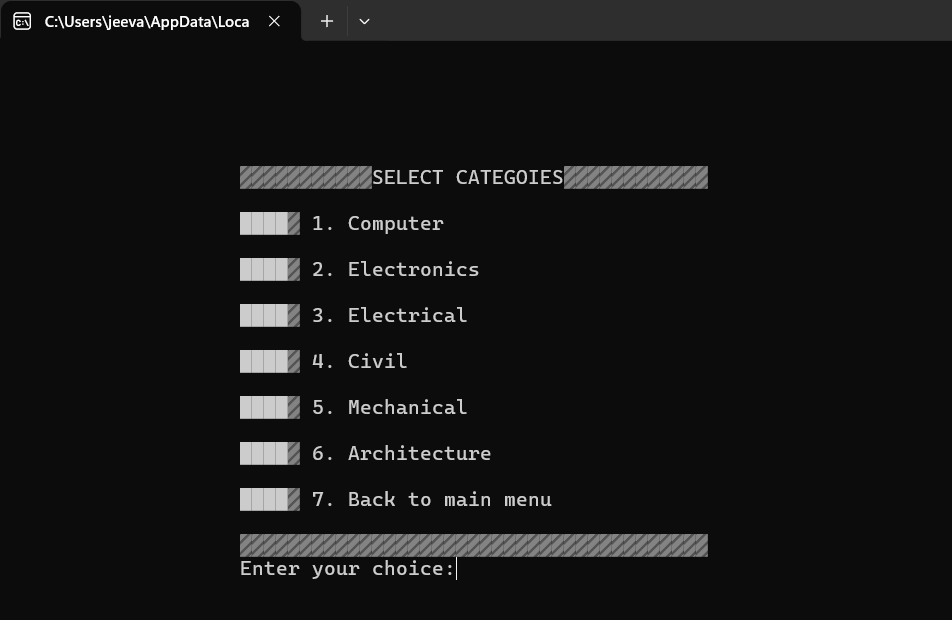 C:\Users\jeeva\AppData\Loca
SELECT CATEGOIES
1. Computer
2. Electronics
3. Electrical
4. Civil
5. Mechanical
6. Architecture
7. Back to main menu
Enter your choice: